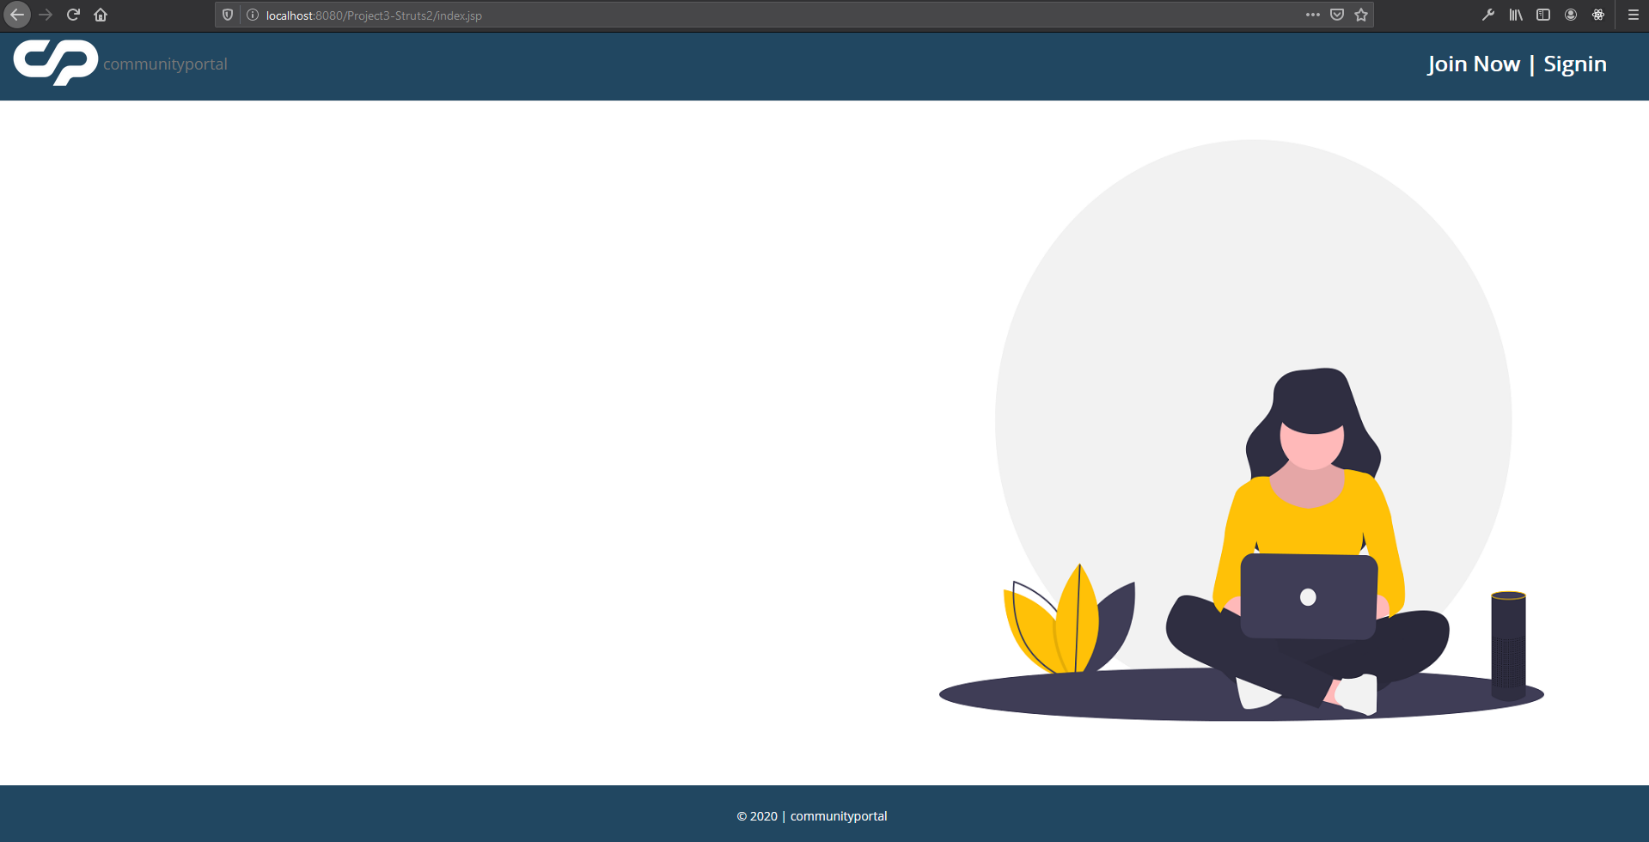 localhost:8080/Project3-Struts2/index.jsp
communityportal
Join Now | Signin
© 2020 | communityportal